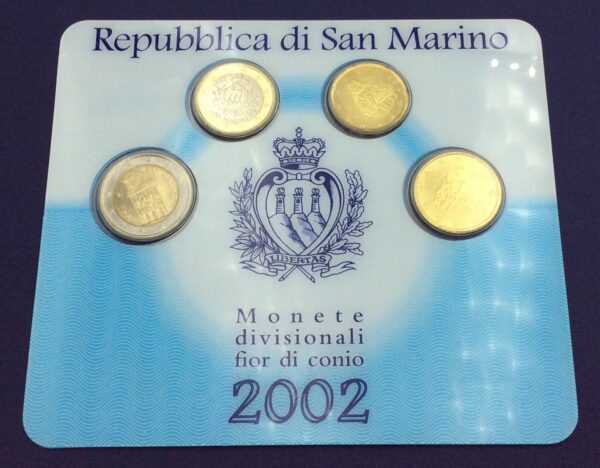 Repubblica di San Marino
LIBERTAS
Monete
divisionali
fior di conio
2002